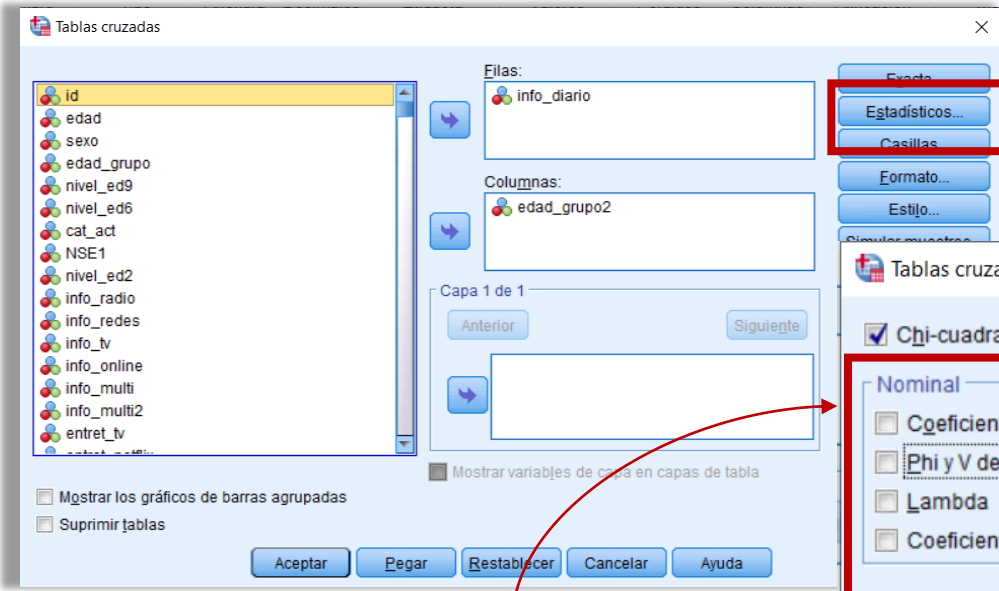 Tablas cruzadas
id
edad
sexo
edad_grupo
nivel_ed9
nivel_ed6
cat_act
NSE1
nivel_ed2
info_radio
info_redes
info_tv
info_online
info_multi
info_multi2
entret_tv
Filas:
info_diario
Columnas:
edad_grupo2
Capa 1 de 1
Anterior
Siguiente
Mostrar variables de capa en capas de tabla
Mostrar los gráficos de barras agrupadas
Suprimir tablas
Aceptar
Pegar
Restablecer
Cancelar
Ayuda
Exacta...
Estadísticos...
Casillas...
Formato...
Estilo...
Simular muestreo...
Tablas cruza
Chi-cuadra
Nominal
Coeficien
Phi y V de
Lambda
Coeficien